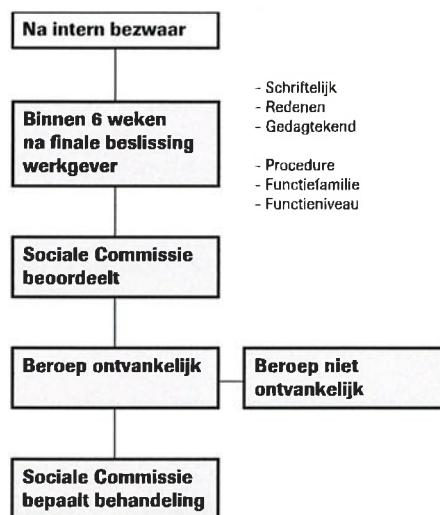 Na intern bezwaar
Binnen 6 weken
na finale beslissing
werkgever
- Schriftelijk
- Redenen
- Gedagtekend
- Procedure
- Functiefamilie
- Functieniveau
Sociale Commissie
beoordeelt
Beroep ontvankelijk
Beroep niet
ontvankelijk
Sociale Commissie
bepaalt behandeling